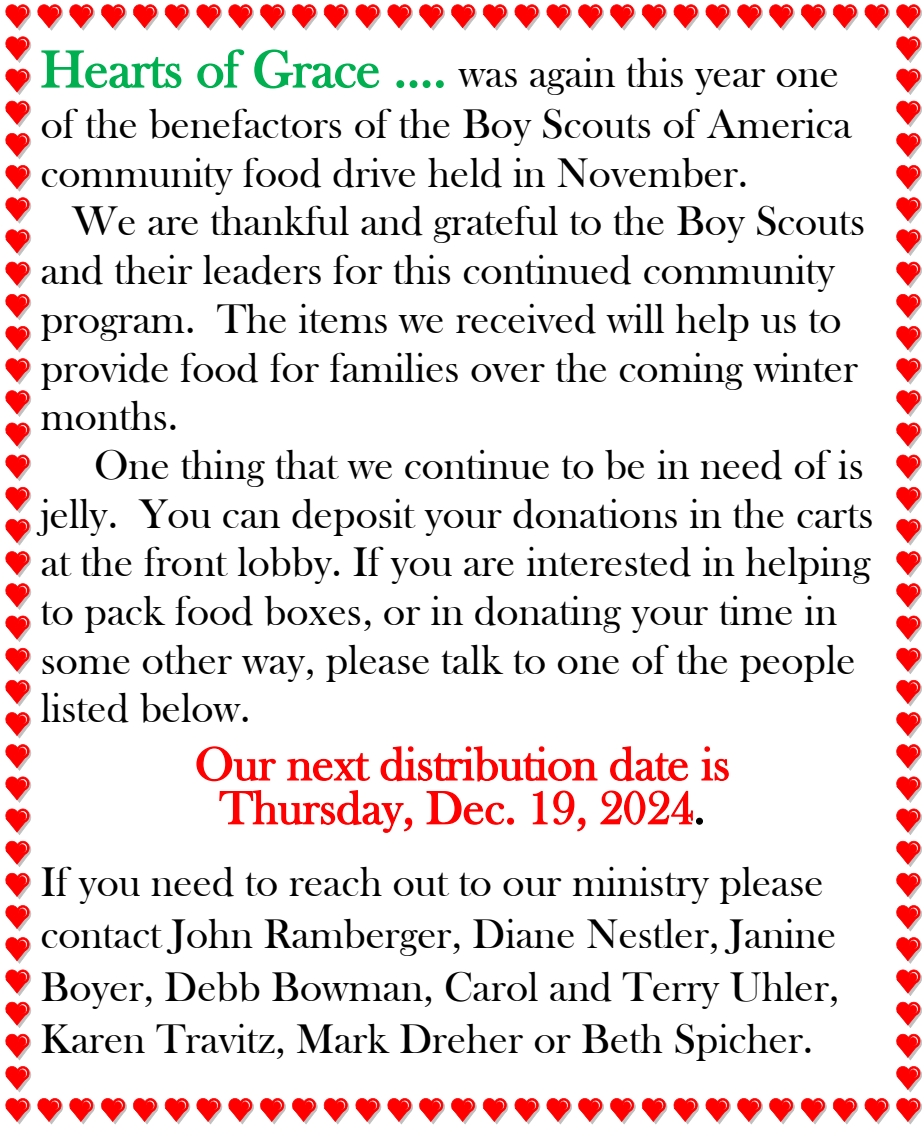 Hearts of Grace .... was again this year one
of the benefactors of the Boy Scouts of America
community food drive held in November.
We are thankful and grateful to the Boy Scouts
and their leaders for this continued community
program.  The items we received will help us to
provide food for families over the coming winter
months.
One thing that we continue to be in need of is
jelly.  You can deposit your donations in the carts
at the front lobby. If you are interested in helping
to pack food boxes, or in donating your time in
some other way, please talk to one of the people
listed below.
Our next distribution date is
Thursday, Dec. 19, 2024.
If you need to reach out to our ministry please
contact John Ramberger, Diane Nestler, Janine
Boyer, Debb Bowman, Carol and Terry Uhler,
Karen Travitz, Mark Dreher or Beth Spicher.